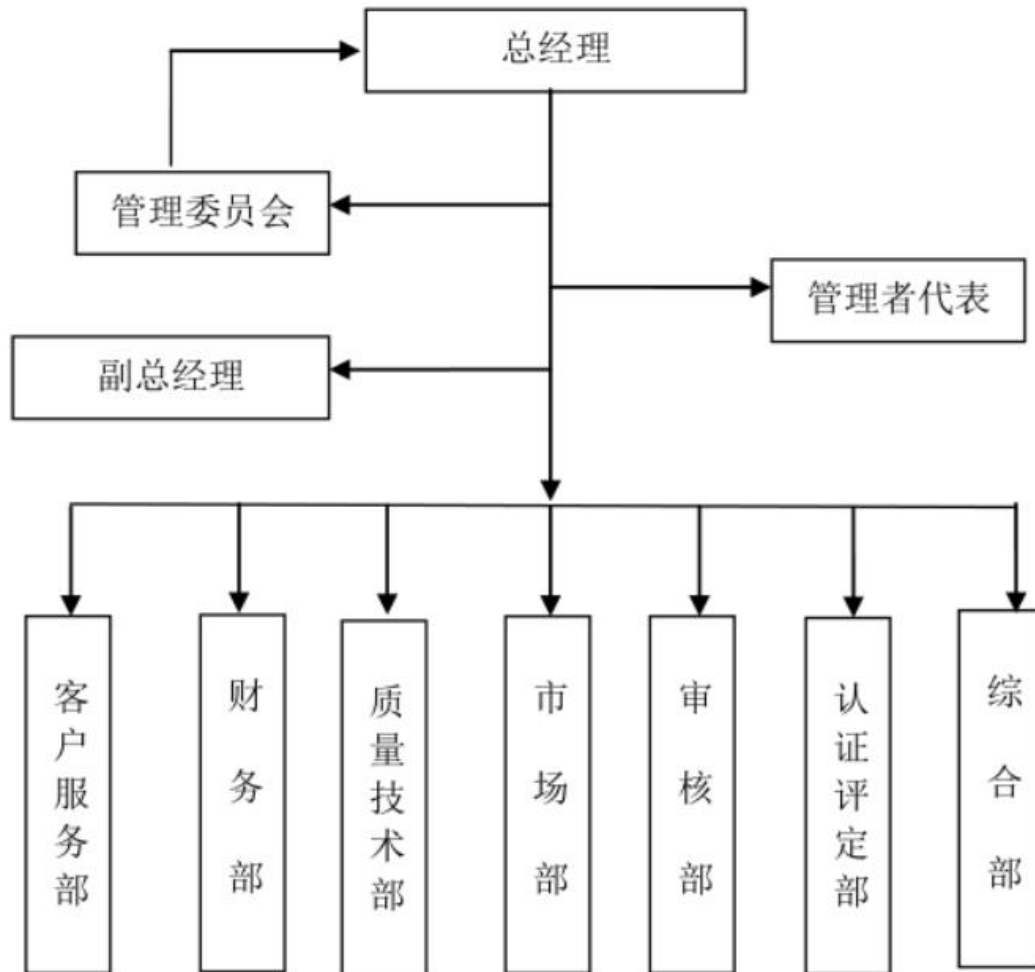 总经理
管理委员会
管理者代表
副总经理
客户服务部
财务部
质量技术部
市场部
审核部
认证评定部
综合部